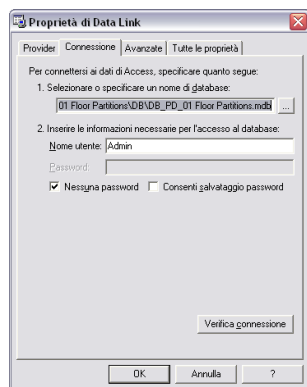 Proprietà di Data Link
Provider Connessione Avanzate Tutte le proprietà
Per connettersi ai dati di Access, specificare quanto segue:
1. Selezionare o specificare un nome di database:
01 Floor Partitions\DB\DB_PD_01 Floor Partitions.mdb ...
2. Inserire le informazioni necessarie per l'accesso al database:
Nome utente: Admin
Password:
Nessuna password Consenti salvataggio password
Verifica connessione
OK Annulla ?